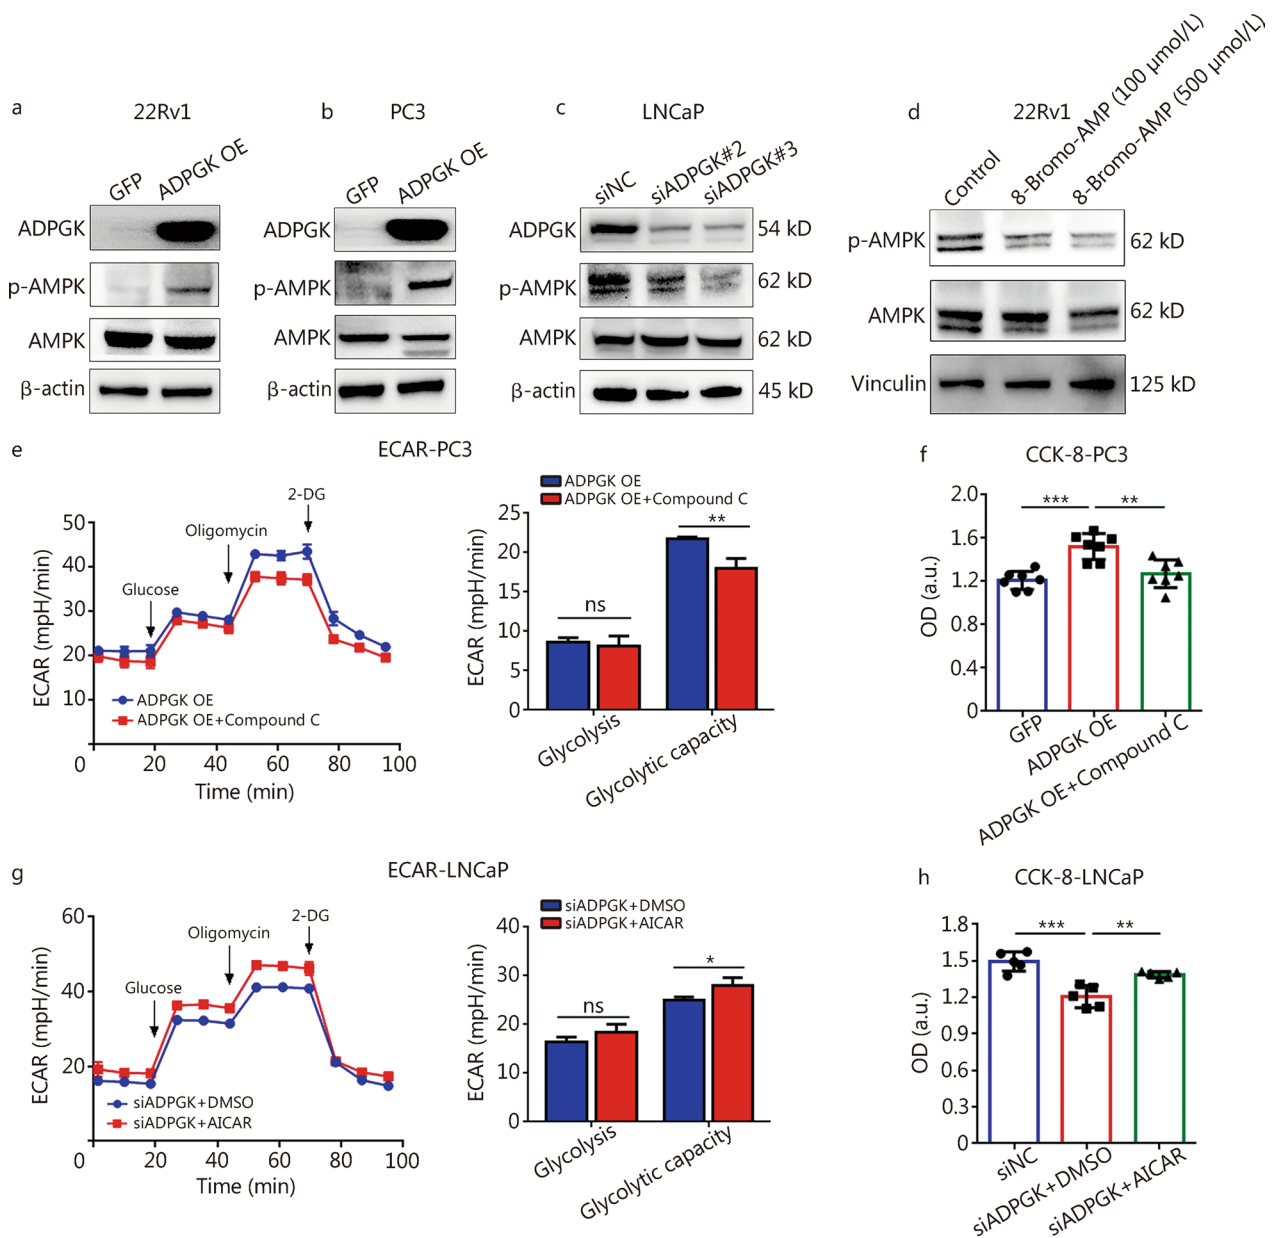 a
22Rv1
GFP
ADPGK OE
ADPGK
p-AMPK
AMPK
β-actin
b
PC3
GFP
ADPGK OE
ADPGK
p-AMPK
AMPK
β-actin
c
LNCaP
siNC
siADPGK#2
siADPGK#3
ADPGK
54 kD
p-AMPK
62 kD
AMPK
62 kD
β-actin
45 kD
d
22Rv1
Control
8-Bromo-AMP (100 μmol/L)
8-Bromo-AMP (500 μmol/L)
p-AMPK
62 kD
AMPK
62 kD
Vinculin
125 kD
e
ECAR-PC3
ECAR (mpH/min)
50
40
30
20
10
0
20
40
60
80
100
Time (min)
Glucose
Oligomycin
2-DG
ADPGK OE
ADPGK OE+Compound C
ADPGK OE
ADPGK OE+Compound C
ECAR (mpH/min)
25
20
15
10
5
0
ns
**
Glycolysis
Glycolytic capacity
f
CCK-8-PC3
OD (a.u.)
2.0
1.6
1.2
0.8
0.4
0
***
**
GFP
ADPGK OE
ADPGK OE+Compound C
g
ECAR-LNCaP
ECAR (mpH/min)
60
40
20
0
0
20
40
60
80
100
Time (min)
Glucose
Oligomycin
2-DG
siADPGK+DMSO
siADPGK+AICAR
siADPGK+DMSO
siADPGK+AICAR
ECAR (mpH/min)
40
30
20
10
0
ns
*
Glycolysis
Glycolytic capacity
h
CCK-8-LNCaP
OD (a.u.)
1.8
1.5
1.2
0.9
0.6
0.3
0
***
**
siNC
siADPGK+DMSO
siADPGK+AICAR